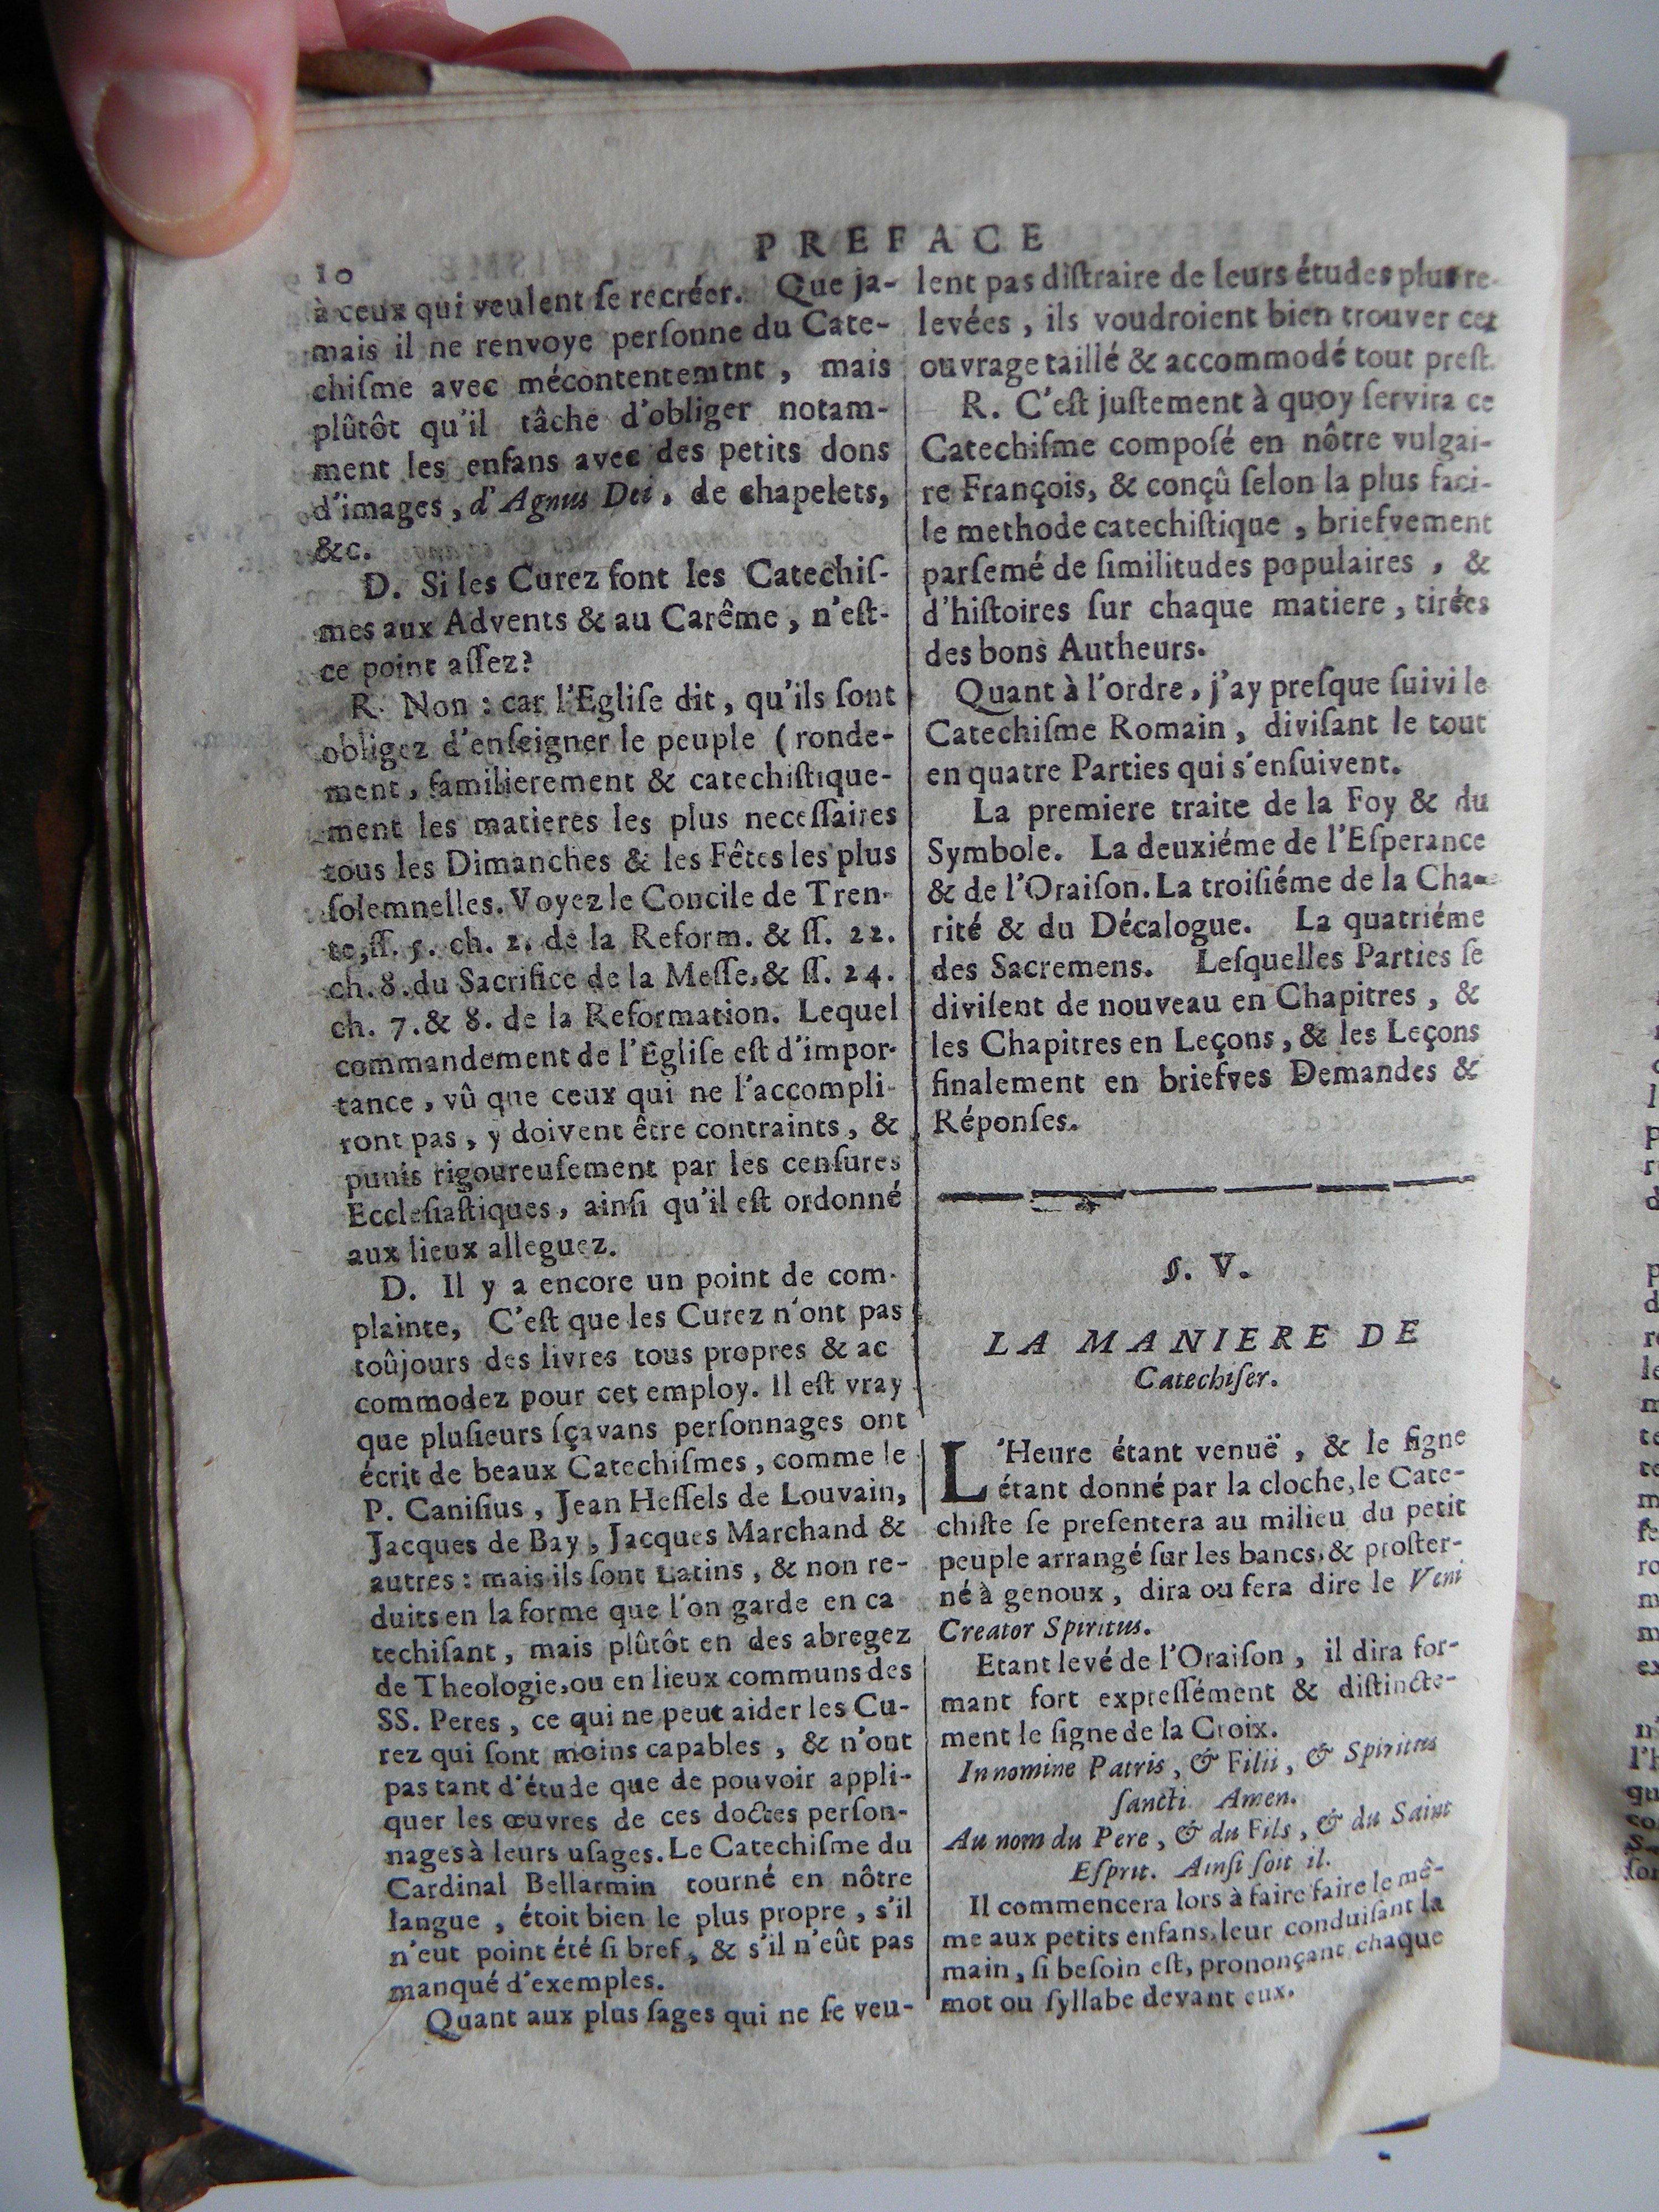 PREFACE
10
à ceux qui veulent ſe recréer. Que ja-
mais il ne renvoye perſonne du Cate-
chiſme avec mécontentemtnt, mais
plûtôt qu'il tâche d'obliger notam-
ment les enfans avec des petits dons
d'images, d'Agnus Dei, de chapelets,
&c.
D. Si les Curez font les Catechiſ-
mes aux Advents & au Carême, n'eſt-
ce point aſſez?
R. Non : car l'Egliſe dit, qu'ils ſont
obligez d'enſeigner le peuple (ronde-
ment, familierement & catechiſtique-
ment les matieres les plus neceſſaires
tous les Dimanches & les Fêtes les plus
ſolemnelles. Voyez le Concile de Tren-
te, ſſ. 5. ch. 2. de la Reform. & ſſ. 22.
ch. 8. du Sacrifice de la Meſſe, & ſſ. 24.
ch. 7. & 8. de la Reformation. Lequel
commandement de l'Egliſe eſt d'impor-
tance, vû que ceux qui ne l'accompli-
ront pas, y doivent être contraints, &
punis rigoureuſement par les cenſures
Eccleſiaſtiques, ainſi qu'il eſt ordonné
aux lieux alleguez.
D. Il y a encore un point de com-
plainte, C'eſt que les Curez n'ont pas
toûjours des livres tous propres & ac
commodez pour cet employ. Il eſt vray
que pluſieurs ſçavans perſonnages ont
écrit de beaux Catechiſmes, comme le
P. Caniſius, Jean Heſſels de Louvain,
Jacques de Bay, Jacques Marchand &
autres : mais ils ſont Latins, & non re-
duits en la forme que l'on garde en ca
techiſant, mais plûtôt en des abregez
de Theologie, ou en lieux communs des
SS. Peres, ce qui ne peut aider les Cu-
rez qui ſont moins capables, & n'ont
pas tant d'étude que de pouvoir appli-
quer les œuvres de ces doctes perſon-
nages à leurs uſages. Le Catechiſme du
Cardinal Bellarmin tourné en nôtre
langue, étoit bien le plus propre, s'il
n'eut point été ſi bref, & s'il n'eût pas
manqué d'exemples.
Quant aux plus ſages qui ne ſe veu-
lent pas diſtraire de leurs études plus re-
levées, ils voudroient bien trouver cet
ouvrage taillé & accommodé tout preſt.
R. C'eſt juſtement à quoy ſervira ce
Catechiſme compoſé en nôtre vulgai-
re François, & conçû ſelon la plus faci-
le methode catechiſtique, briefvement
parſemé de ſimilitudes populaires, &
d'hiſtoires ſur chaque matiere, tirées
des bons Autheurs.
Quant à l'ordre, j'ay preſque ſuivi le
Catechiſme Romain, diviſant le tout
en quatre Parties qui s'enſuivent.
La premiere traite de la Foy & du
Symbole. La deuxiéme de l'Eſperance
& de l'Oraiſon. La troiſiéme de la Cha-
rité & du Décalogue. La quatriéme
des Sacremens. Leſquelles Parties ſe
diviſent de nouveau en Chapitres, &
les Chapitres en Leçons, & les Leçons
finalement en briefves Demandes &
Réponſes.
§. V.
LA MANIERE DE
Catechiſer.
L'Heure étant venuë, & le ſigne
étant donné par la cloche, le Cate-
chiſte ſe preſentera au milieu du petit
peuple arrangé ſur les bancs, & proſter-
né à genoux, dira ou fera dire le Veni
Creator Spiritus.
Etant levé de l'Oraiſon, il dira for-
mant fort expreſſément & diſtincte-
ment le ſigne de la Croix.
In nomine Patris, & Filii, & Spiritus
ſancti. Amen.
Au nom du Pere, & du Fils, & du Saint
Eſprit. Ainſi ſoit il.
Il commencera lors à faire faire le mê-
me aux petits enfans, leur conduiſant la
main, ſi beſoin eſt, prononçant chaque
mot ou ſyllabe devant eux.